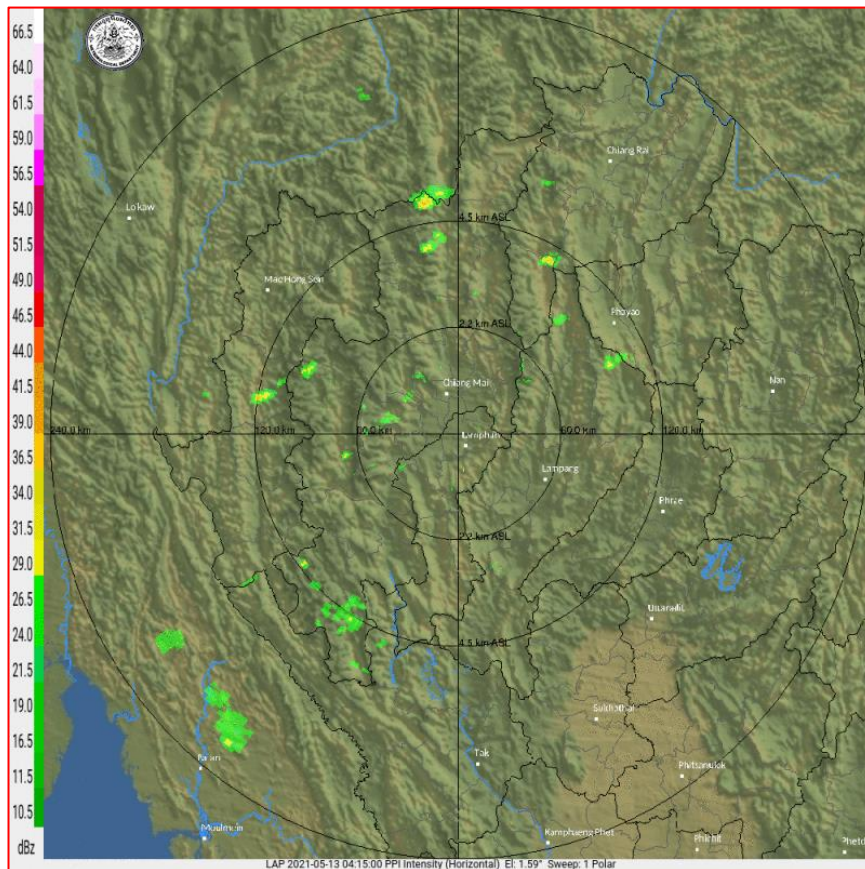 66.5
64.0
61.5
59.0
56.5
54.0
51.5
49.0
46.5
44.0
41.5
39.0
36.5
34.0
31.5
29.0
26.5
24.0
21.5
19.0
16.5
11.5
10.5
dBz
Chiang Rai
Loikaw
4.5 km ASL
Mae Hong Son
Phayao
2.2 km ASL
Chiang Mai
Nan
240.0 km
120.0 km
60.0 km
60.0 km
120.0 km
Lamphun
Lampang
Phrae
2.2 km ASL
Uttaradit
4.5 km ASL
Sukhothai
Tak
Pa'an
Phitsanulok
Moulmein
Kamphaeng Phet
Phichit
LAP 2021-05-13 04:15:00 PPI Intensity (Horizontal) El: 1.59° Sweep: 1 Polar